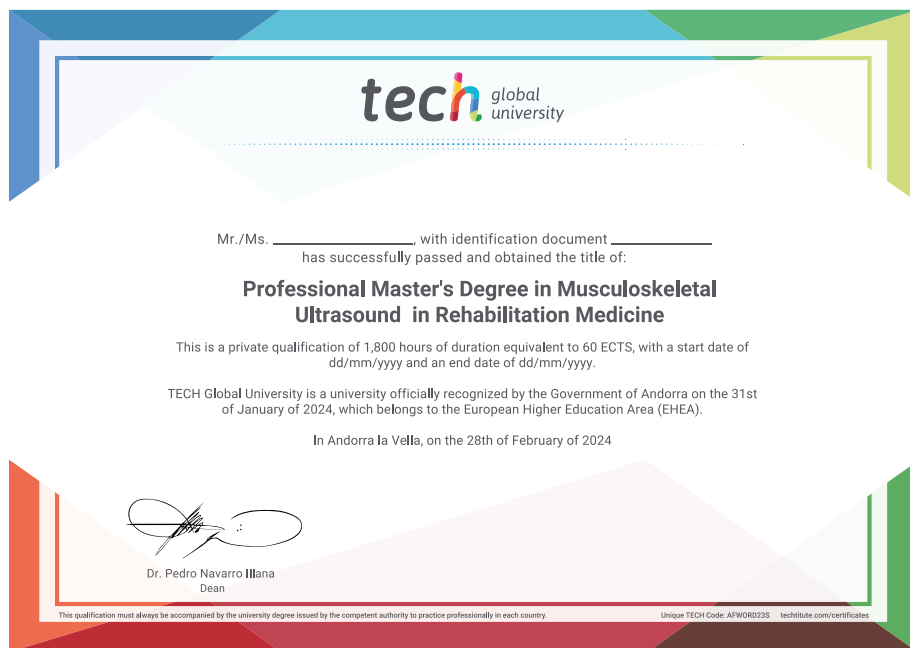 tech global university
Mr./Ms. ____________, with identification document ____________
has successfully passed and obtained the title of:
Professional Master's Degree in Musculoskeletal
Ultrasound in Rehabilitation Medicine
This is a private qualification of 1,800 hours of duration equivalent to 60 ECTS, with a start date of
dd/mm/yyyy and an end date of dd/mm/yyyy.
TECH Global University is a university officially recognized by the Government of Andorra on the 31st
of January of 2024, which belongs to the European Higher Education Area (EHEA).
In Andorra la Vella, on the 28th of February of 2024
Dr. Pedro Navarro Illana
Dean
This qualification must always be accompanied by the university degree issued by the competent authority to practice professionally in each country.
Unique TECH Code: AFWORD23S techtitute.com/certificates